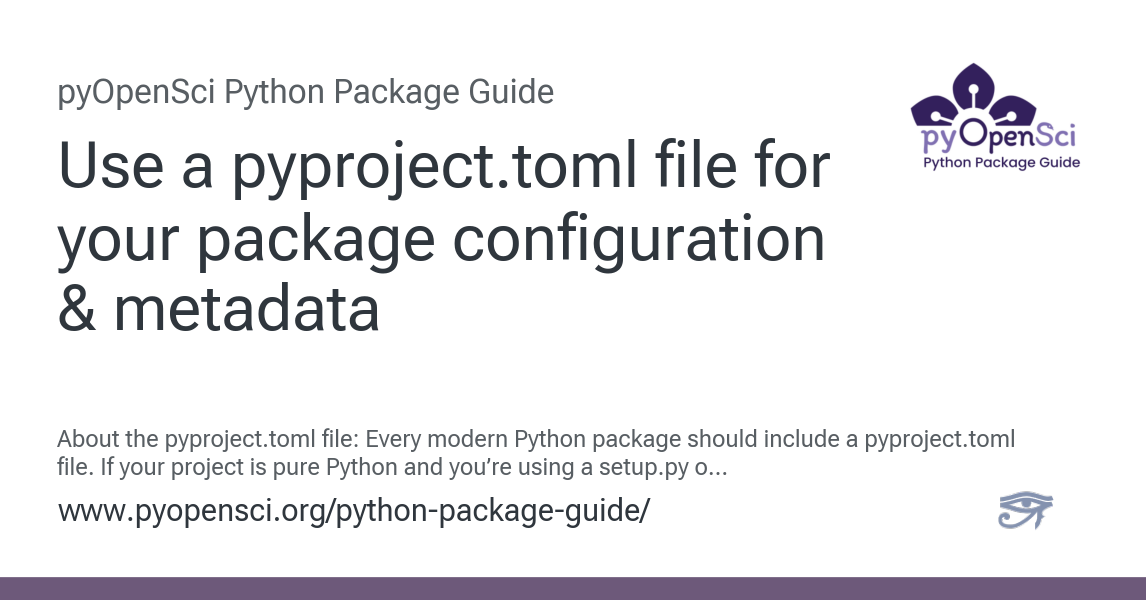 pyOpenSci Python Package Guide
Use a pyproject.toml file for
your package configuration
& metadata
pyOpenSci
Python Package Guide
About the pyproject.toml file: Every modern Python package should include a pyproject.toml
file. If your project is pure Python and you’re using a setup.py o...
www.pyopensci.org/python-package-guide/